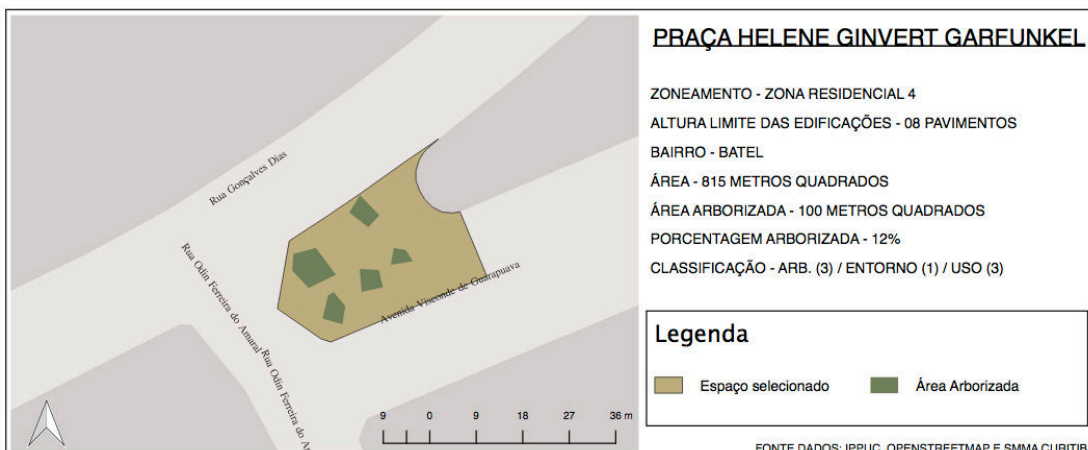 PRAÇA HELENE GINVERT GARFUNKEL
ZONEAMENTO - ZONA RESIDENCIAL 4
ALTURA LIMITE DAS EDIFICAÇÕES - 08 PAVIMENTOS
BAIRRO - BATEL
ÁREA - 815 METROS QUADRADOS
ÁREA ARBORIZADA - 100 METROS QUADRADOS
PORCENTAGEM ARBORIZADA - 12%
CLASSIFICAÇÃO - ARB. (3) / ENTORNO (1) / USO (3)
Rua Gonçalves Dias
Rua Odin Ferreira do Amaral
Rua Odin Ferreira do Am
Avenida Visconde de Guarapuava
9 0 9 18 27 36 m
Legenda
Espaço selecionado
Área Arborizada
FONTE DADOS: IPPUC, OPENSTREETMAP E SMMA CURITIB